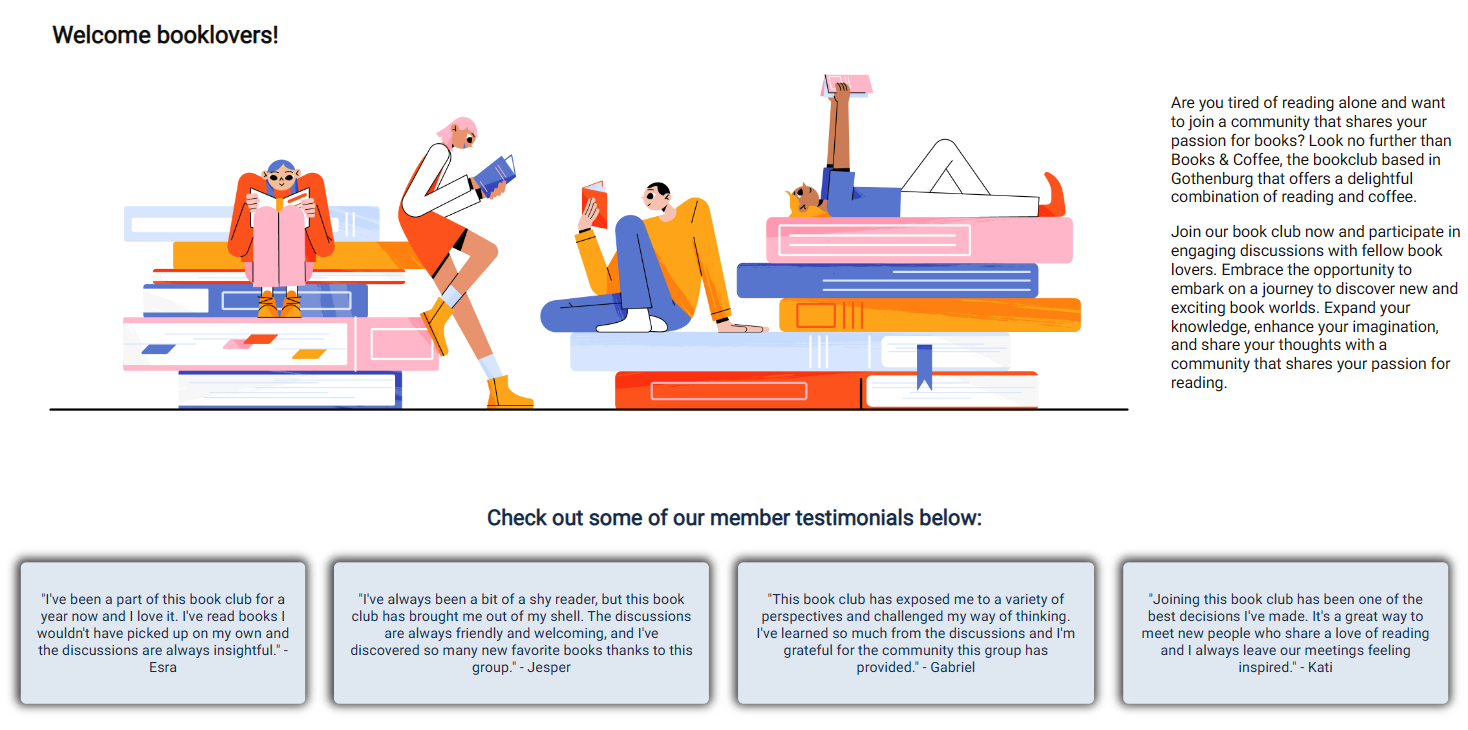 Welcome booklovers!
Are you tired of reading alone and want
to join a community that shares your
passion for books? Look no further than
Books & Coffee, the bookclub based in
Gothenburg that offers a delightful
combination of reading and coffee.
Join our book club now and participate in
engaging discussions with fellow book
lovers. Embrace the opportunity to
embark on a journey to discover new and
exciting book worlds. Expand your
knowledge, enhance your imagination,
and share your thoughts with a
community that shares your passion for
reading.
Check out some of our member testimonials below:
"I've been a part of this book club for a
year now and I love it. I've read books I
wouldn't have picked up on my own and
the discussions are always insightful." -
Esra
"I've always been a bit of a shy reader, but this book
club has brought me out of my shell. The discussions
are always friendly and welcoming, and I've
discovered so many new favorite books thanks to this
group." - Jesper
"This book club has exposed me to a variety of
perspectives and challenged my way of thinking.
I've learned so much from the discussions and I'm
grateful for the community this group has
provided." - Gabriel
"Joining this book club has been one of the
best decisions I've made. It's a great way to
meet new people who share a love of reading
and I always leave our meetings feeling
inspired." - Kati